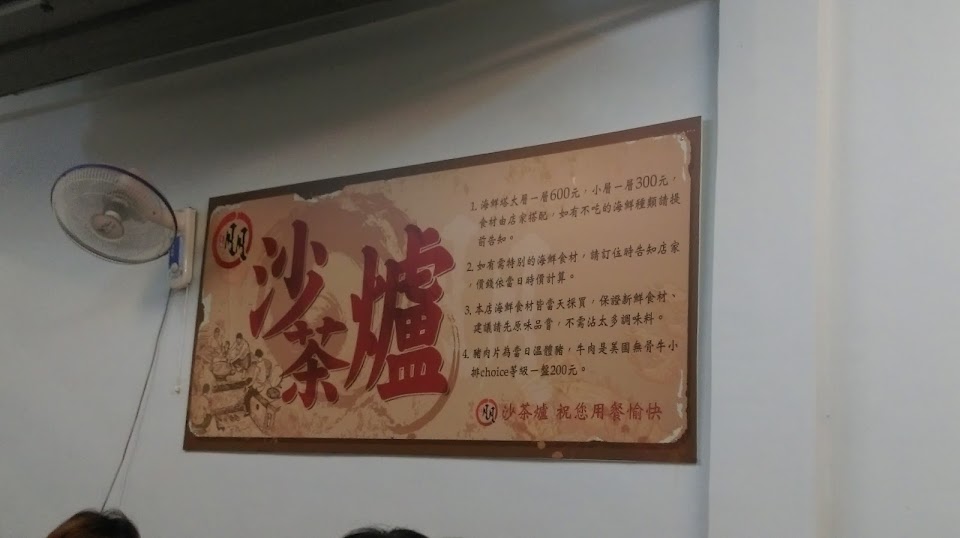 朋
沙茶爐
1. 海鮮塔大層一層600元，小層一層300元，
食材由店家搭配，如有不吃的海鮮種類請提
前告知。
2. 如有需特別的海鮮食材，請訂位時告知店家
，價錢依當日時價計算。
3. 本店海鮮食材皆當天採買，保證新鮮食材、
建議請先原味品嘗，不需沾太多調味料。
4. 豬肉片為當日溫體豬，牛肉是美國無骨牛小
排choice等級一盤200元。
朋 沙茶爐 祝您用餐愉快